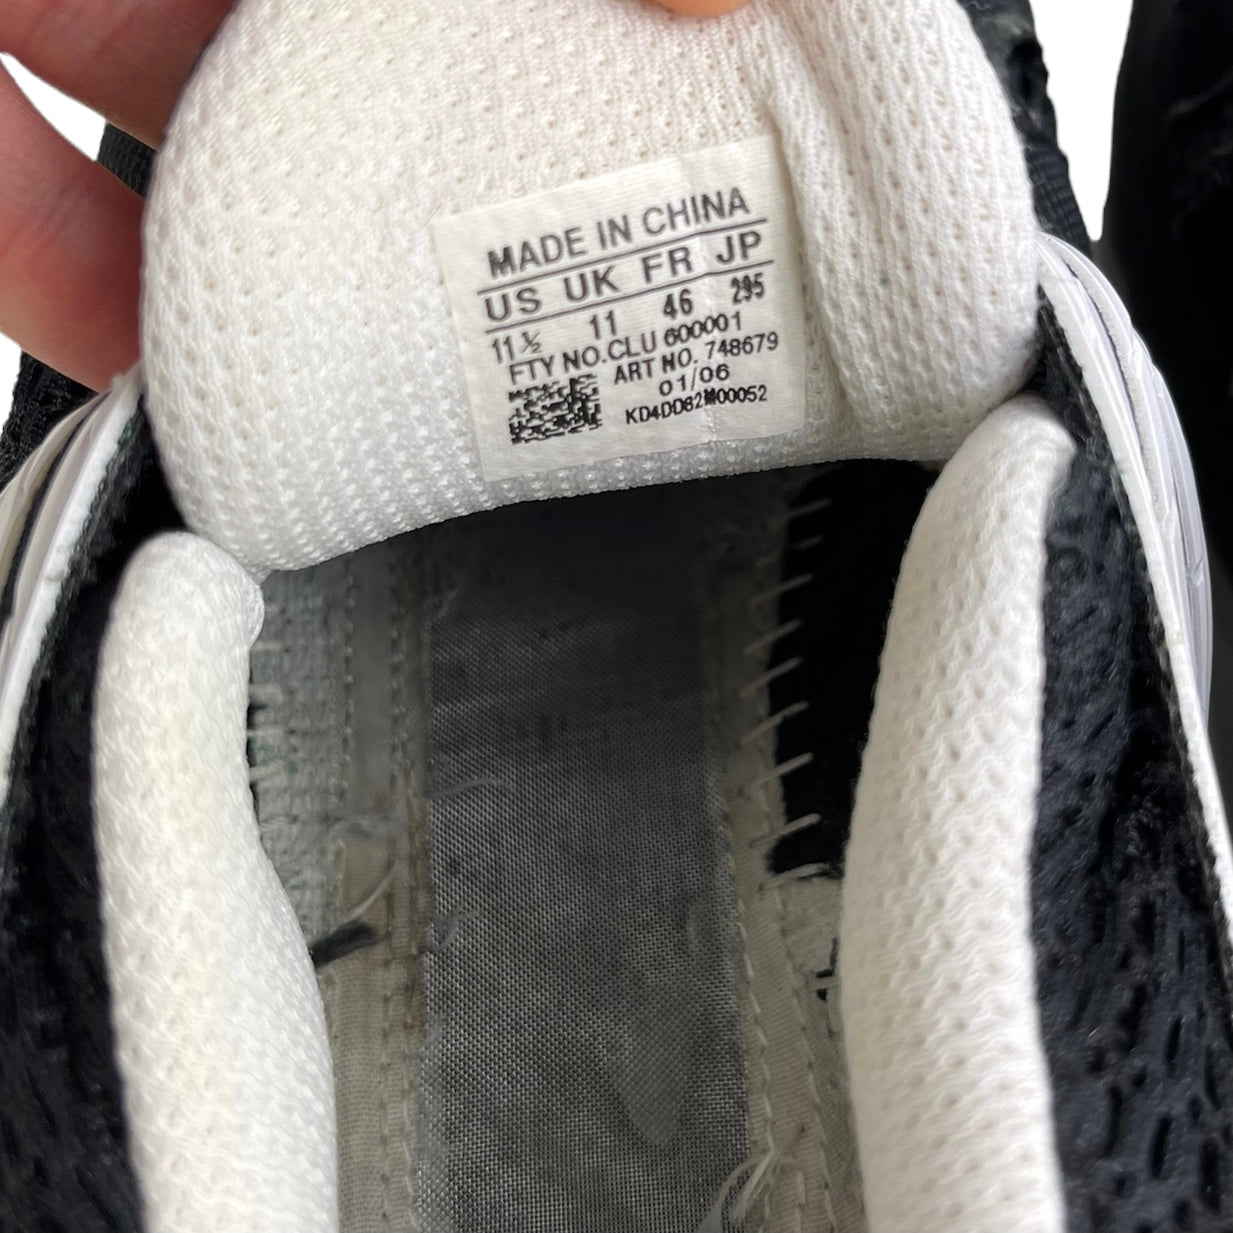 MADE IN CHINA
US UK FR JP
11½ 11 46 295
FTY NO.CLU 600001
ART NO. 748679
01/06
KD4DD62M00052